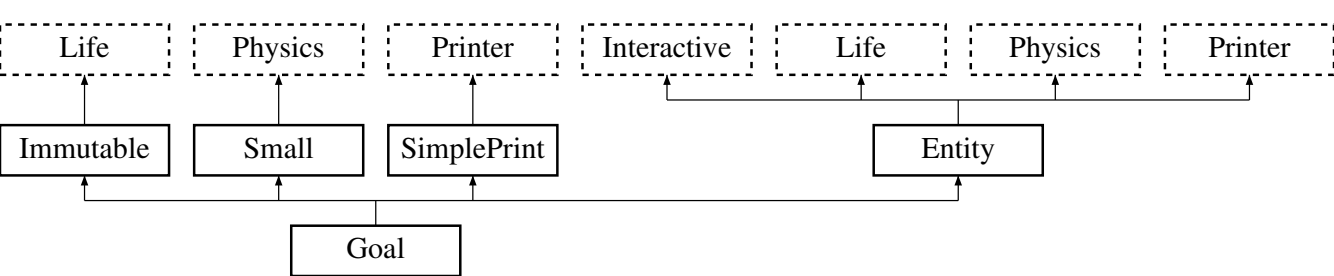 Life Physics Printer Interactive Life Physics Printer
Immutable Small SimplePrint Entity
Goal